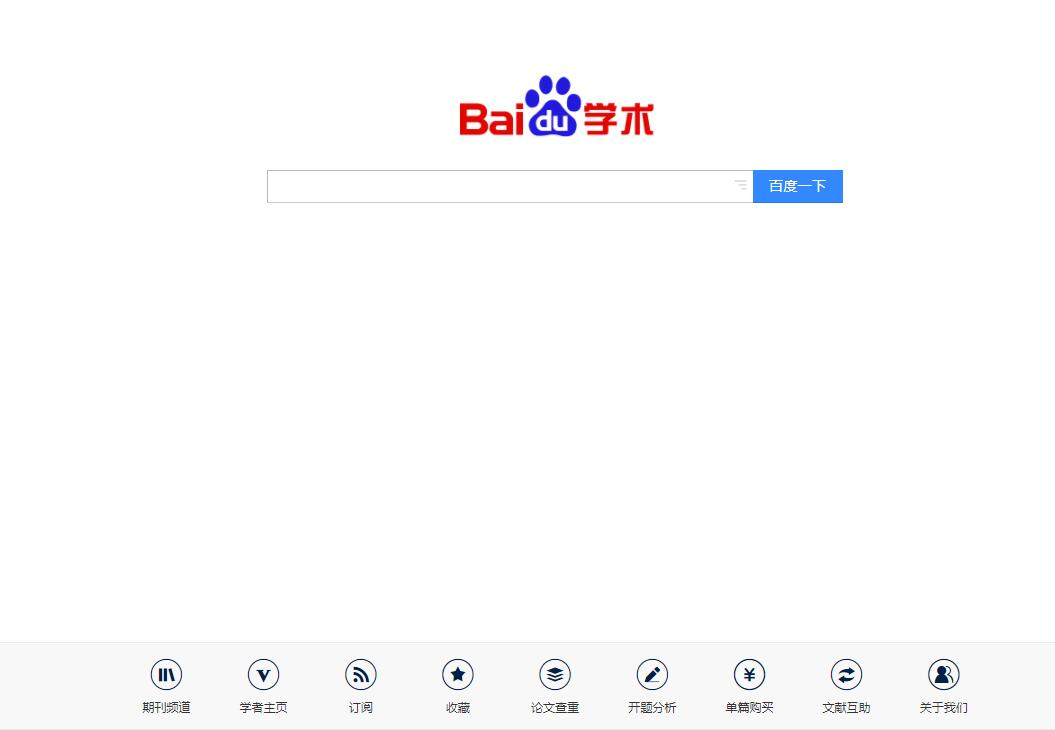 Baidu学术
百度一下
期刊频道
学者主页
订阅
收藏
论文查重
开题分析
单篇购买
文献互助
关于我们